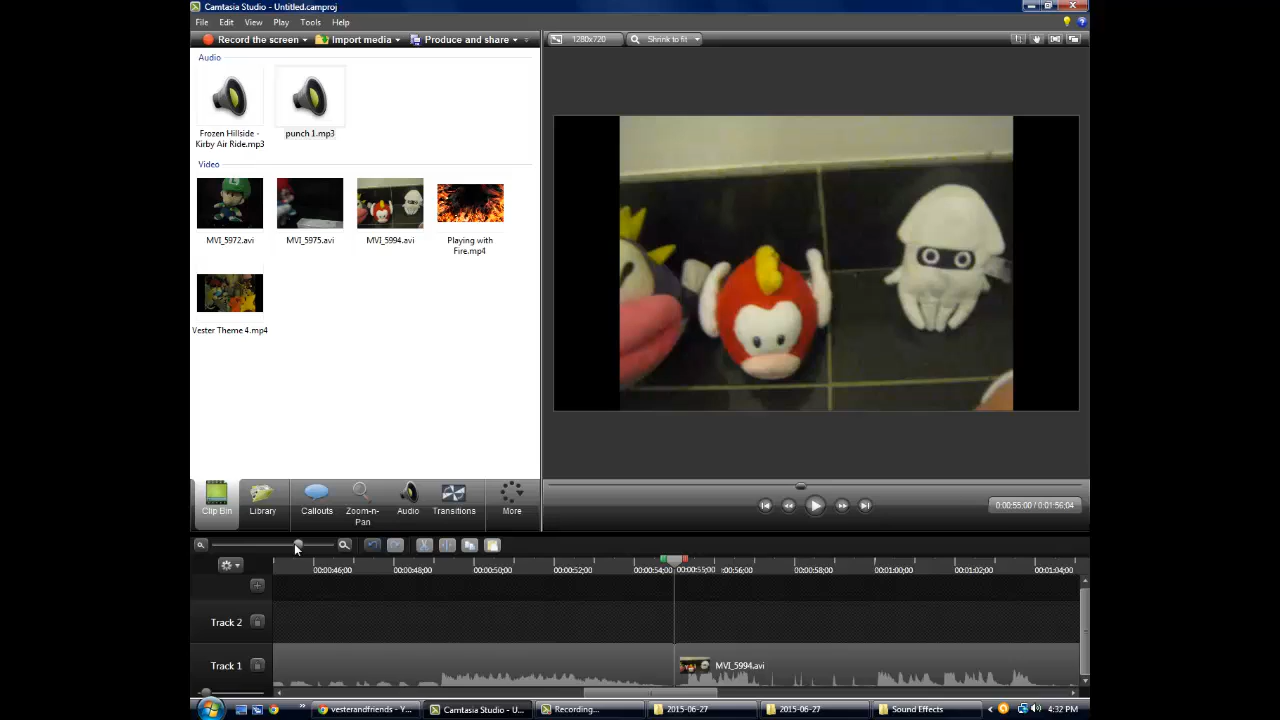 Camtasia Studio - Untitled.camproj
File Edit View Play Tools Help
Record the screen Import media Produce and share
1280x720 Shrink to fit
Audio
Frozen Hillside -
Kirby Air Ride.mp3
punch 1.mp3
Video
MVI_5972.avi
MVI_5975.avi
MVI_5994.avi
Playing with
Fire.mp4
Vester Theme 4.mp4
Clip Bin
Library
Callouts
Zoom-n-
Pan
Audio
Transitions
More
0:00:55;00 / 0:01:56;04
00:00:46;00 00:00:48;00 00:00:50;00 00:00:52;00 00:00:54;00 00:00:55;00 00:00:58;00 00:01:00;00 00:01:02;00 00:01:04;00
Track 2
Track 1
MVI_5994.avi
L
vesterandfriends - Y...
Camtasia Studio - U...
Recording...
2015-06-27
2015-06-27
Sound Effects
4:32 PM